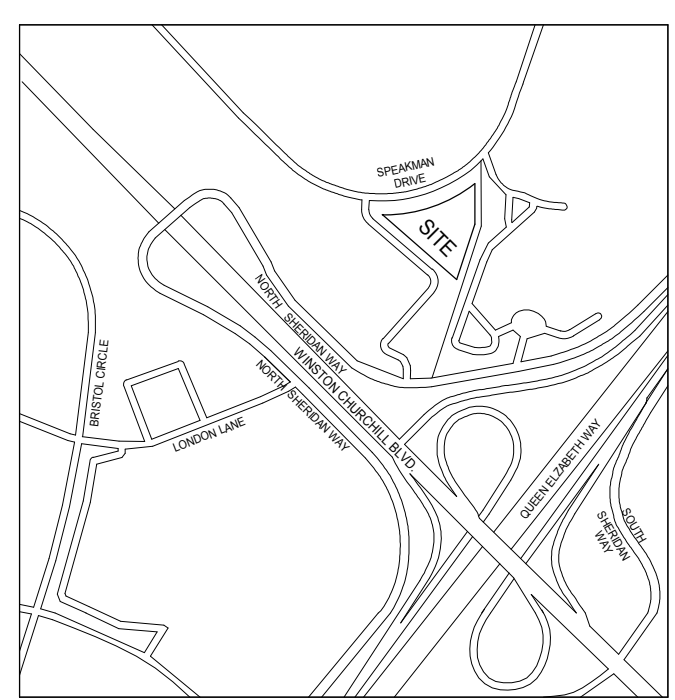 SPEAKMAN
DRIVE
SITE
NORTH SHERIDAN WAY
WINSTON CHURCHILL BLVD.
NORTH SHERIDAN WAY
BRISTOL CIRCLE
LONDON LANE
QUEEN ELZABETH WAY
SOUTH
SHERIDAN
WAY